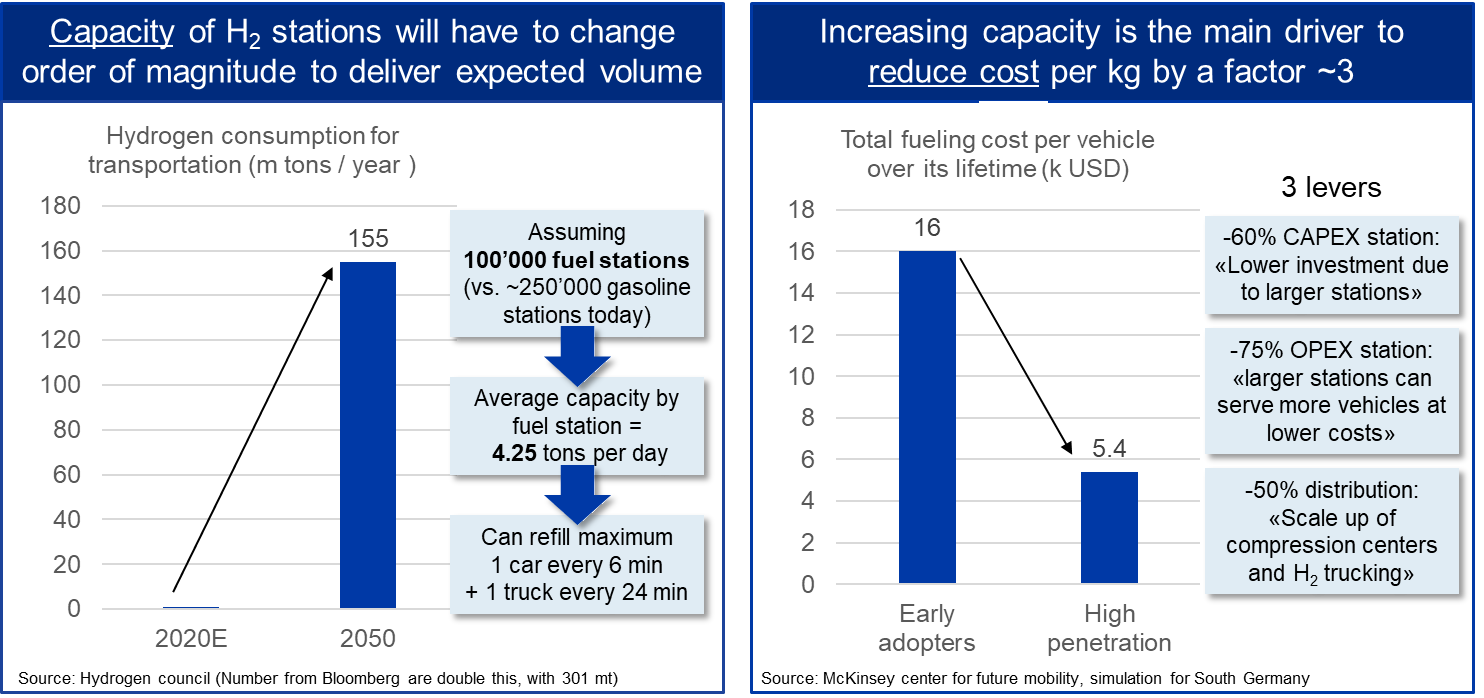 Capacity of H2 stations will have to change
order of magnitude to deliver expected volume
Hydrogen consumption for
transportation (m tons / year )
180
160
140
120
100
80
60
40
20
0
155
2020E
2050
Assuming
100’000 fuel stations
(vs. ~250’000 gasoline
stations today)
Average capacity by
fuel station =
4.25 tons per day
Can refill maximum
1 car every 6 min
+ 1 truck every 24 min
Source: Hydrogen council (Number from Bloomberg are double this, with 301 mt)
Increasing capacity is the main driver to
reduce cost per kg by a factor ~3
Total fueling cost per vehicle
over its lifetime (k USD)
18
16
14
12
10
8
6
4
2
0
16
5.4
Early
adopters
High
penetration
3 levers
-60% CAPEX station:
«Lower investment due
to larger stations»
-75% OPEX station:
«larger stations can
serve more vehicles at
lower costs»
-50% distribution:
«Scale up of
compression centers
and H2 trucking»
Source: McKinsey center for future mobility, simulation for South Germany